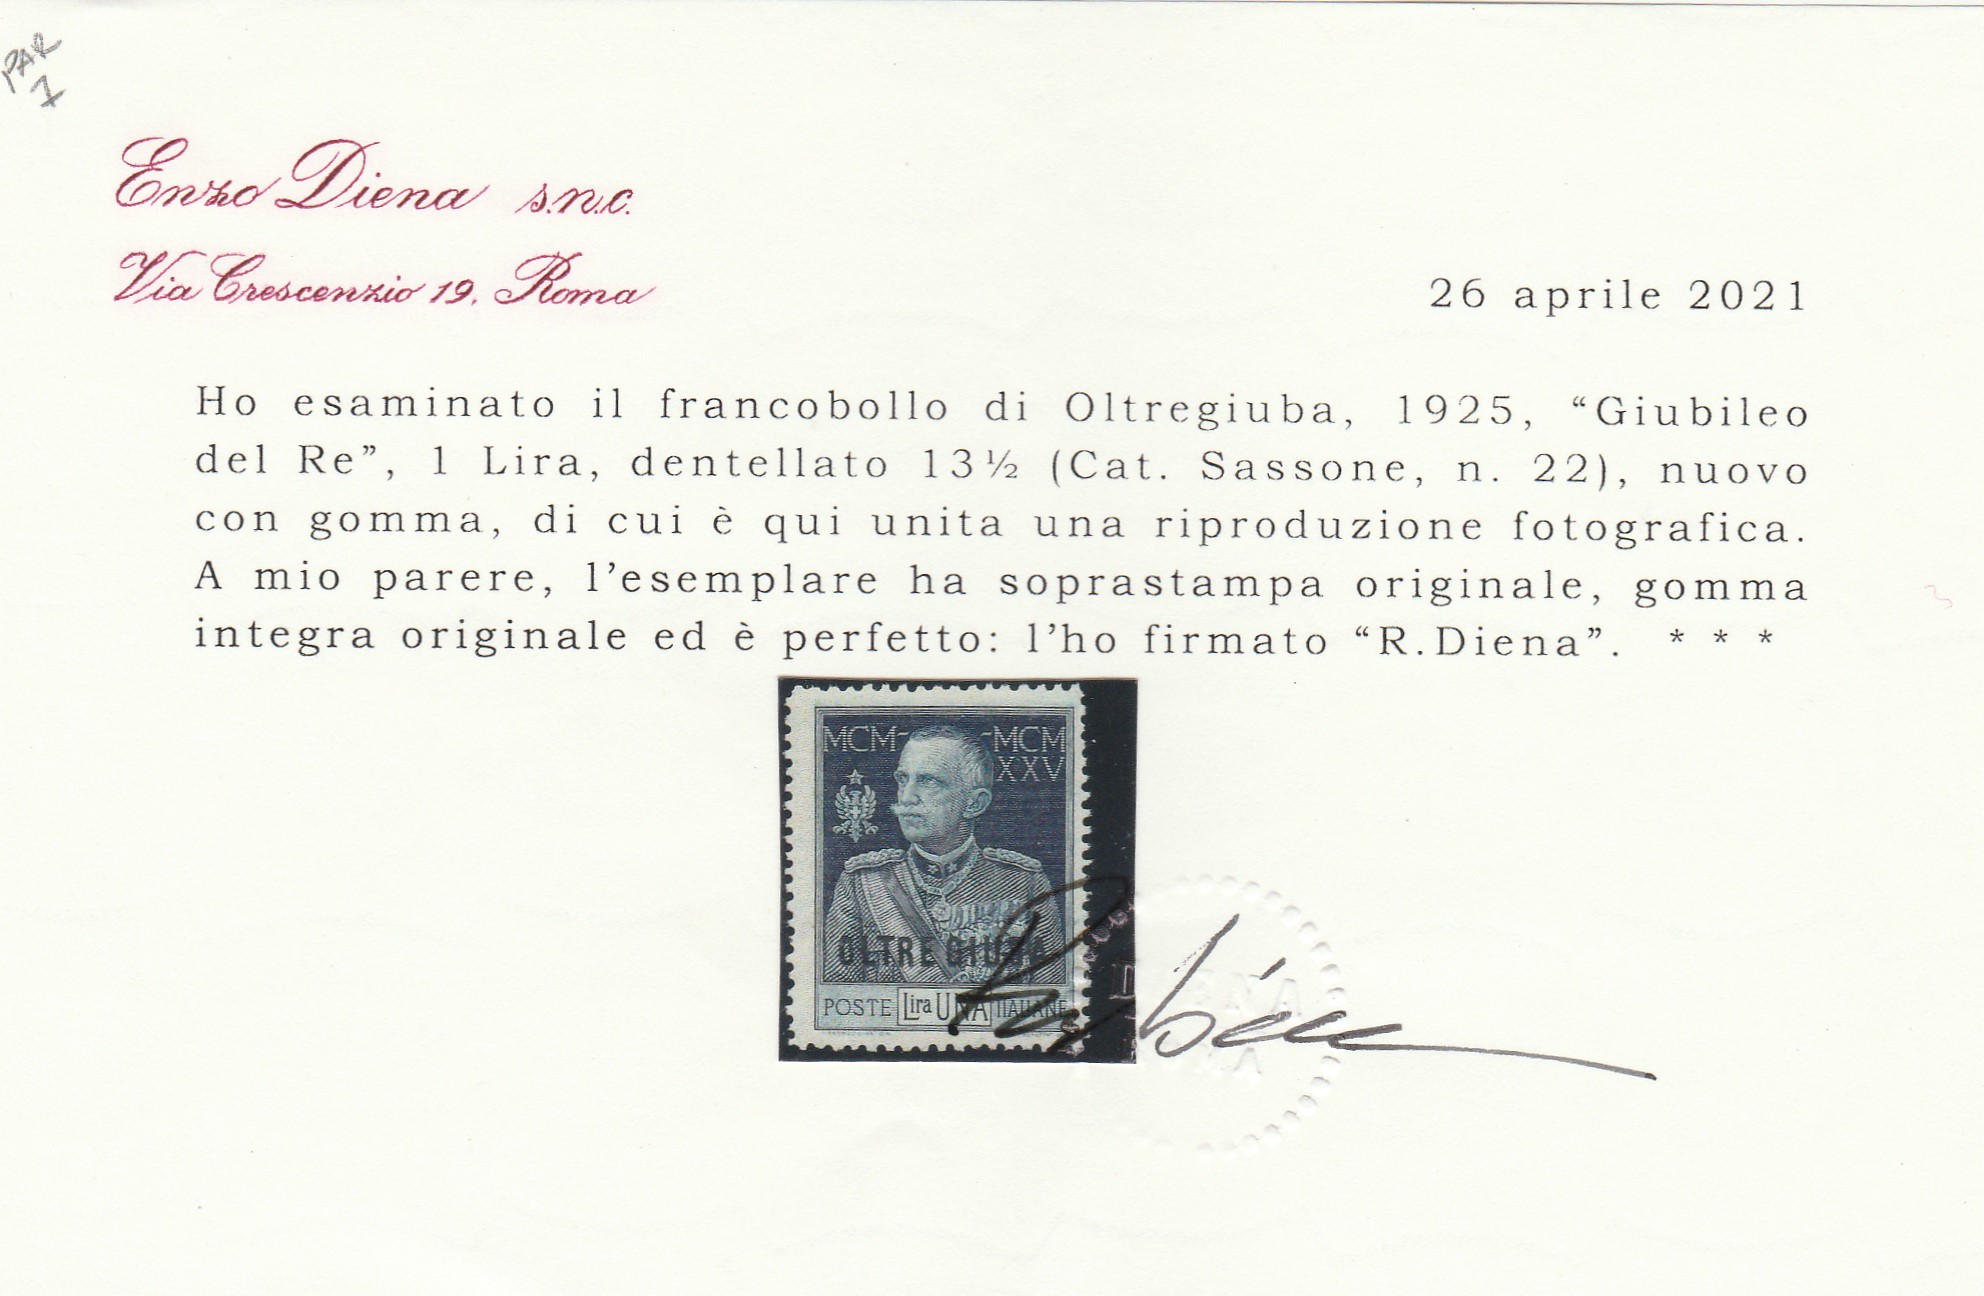 PAR
1
Enzo Diena s.n.c.
Via Crescenzio 19, Roma
26 aprile 2021
Ho esaminato il francobollo di Oltregiuba, 1925, “Giubileo
del Re”, 1 Lira, dentellato 13½ (Cat. Sassone, n. 22), nuovo
con gomma, di cui è qui unita una riproduzione fotografica.
A mio parere, l’esemplare ha soprastampa originale, gomma
integra originale ed è perfetto: l’ho firmato “R.Diena”. * * *
MCM- -MCM
XXV
OLTRE GIUBA
POSTE Lira UNA ITALIANE